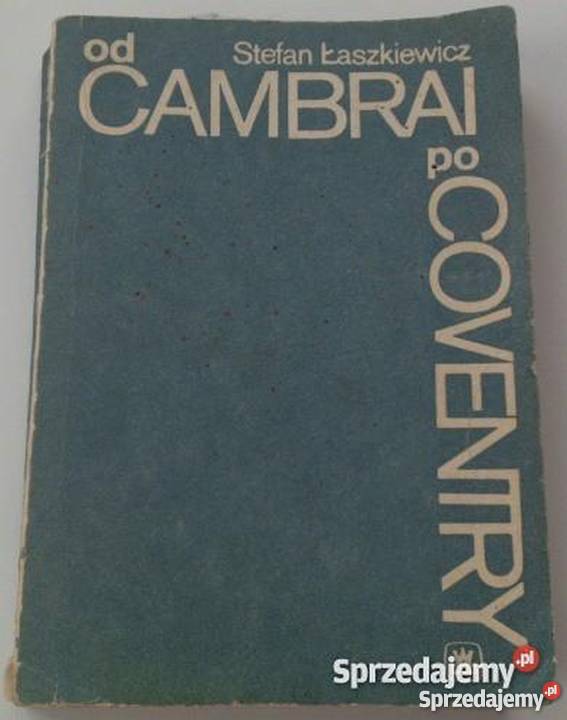 od
Stefan Łaszkiewicz
CAMBRAI
po
COVENTRY
Sprzedajemy.pl
Sprzedajemy.pl